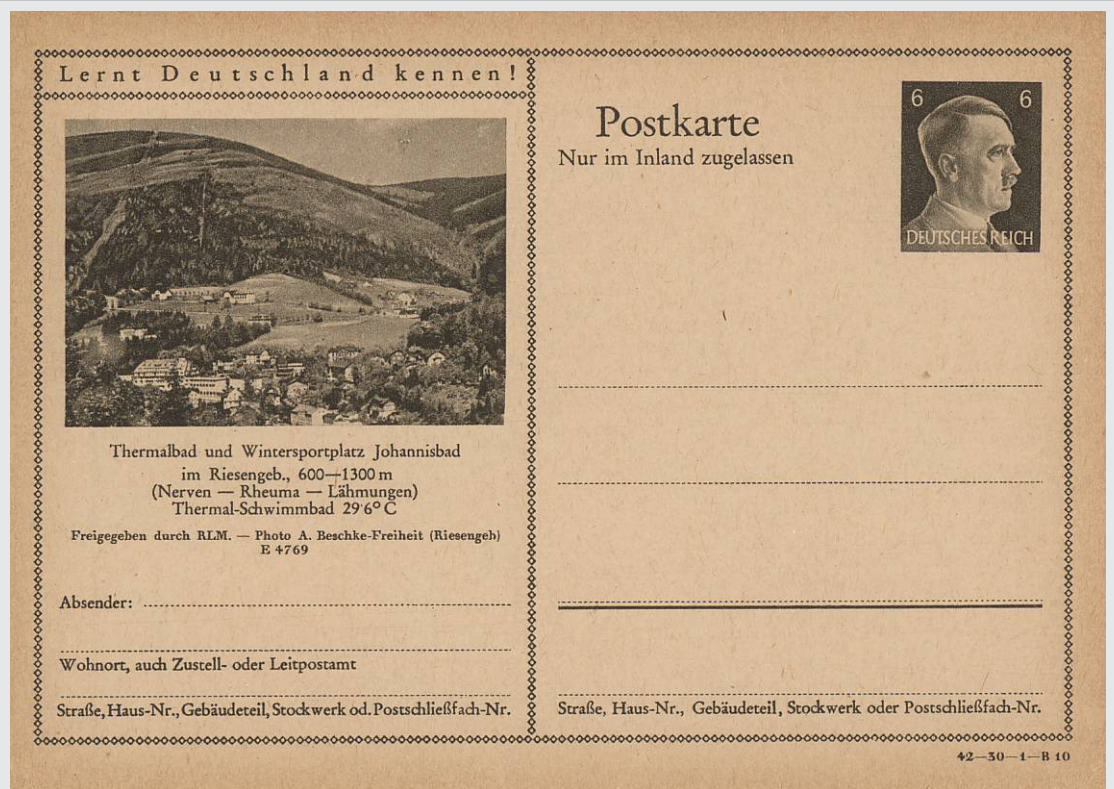 Lernt Deutschland kennen!
Thermalbad und Wintersportplatz Johannisbad
im Riesengeb., 600—1300 m
(Nerven — Rheuma — Lähmungen)
Thermal-Schwimmbad 29·6° C
Freigegeben durch RLM. — Photo A. Beschke-Freiheit (Riesengeb)
E 4769
Absender:
Wohnort, auch Zustell- oder Leitpostamt
Straße, Haus-Nr., Gebäudeteil, Stockwerk od. Postschließfach-Nr.
Postkarte
Nur im Inland zugelassen
6 6
DEUTSCHES REICH
Straße, Haus-Nr., Gebäudeteil, Stockwerk oder Postschließfach-Nr.
42—30—1—B 10